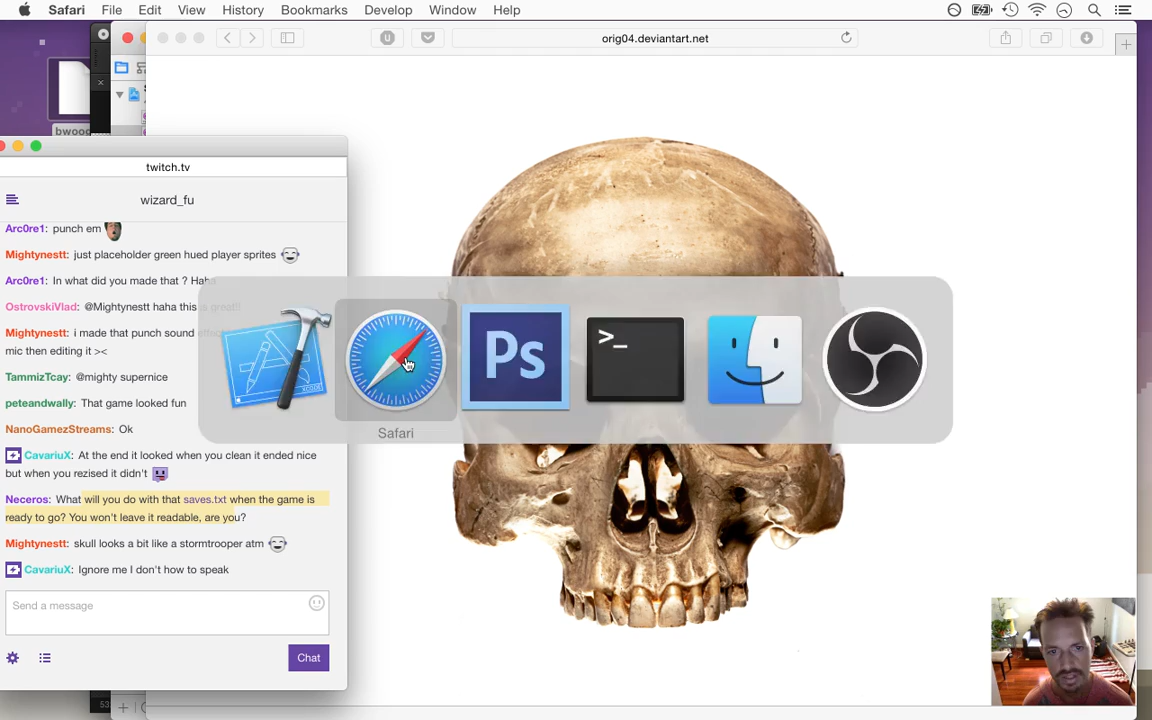 Safari File Edit View History Bookmarks Develop Window Help
orig04.deviantart.net
bwooo
twitch.tv
wizard_fu
Arc0re1: punch em
Mightynestt: just placeholder green hued player sprites
Arc0re1: In what did you made that ? Haha
OstrovskiVlad: @Mightynestt haha this is great!!
Mightynestt: i made that punch sound
mic then editing it ><
TammizTcay: @mighty supernice
peteandwally: That game looked fun
NanoGamezStreams: Ok
CavariuX: At the end it looked when you clean it ended nice
but when you rezised it didn't
Neceros: What will you do with that saves.txt when the game is
ready to go? You won't leave it readable, are you?
Mightynestt: skull looks a bit like a stormtrooper atm
CavariuX: Ignore me I don't how to speak
Send a message
Chat
Ps
>_
Safari
53